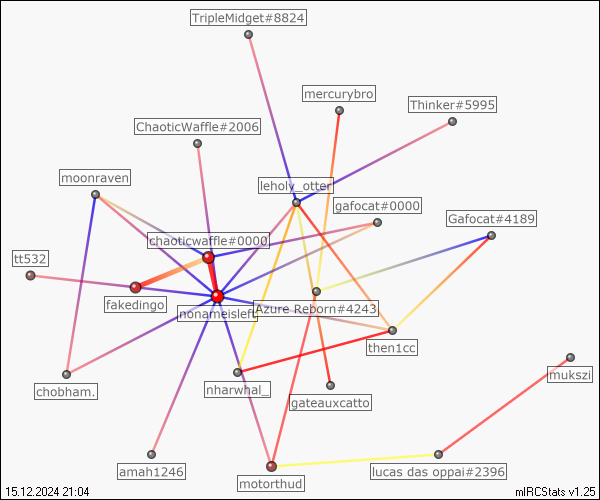 TripleMidget#8824
mercurybro
Thinker#5995
ChaoticWaffle#2006
moonraven
leholy_otter
gafocat#0000
Gafocat#4189
chaoticwaffle#0000
tt532
fakedingo
nonameisleft
Azure Reborn#4243
then1cc
mukszi
chobham.
nharwhal_
gateauxcatto
amah1246
lucas das oppai#2396
motorthud
15.12.2024 21:04
mIRCStats v1.25